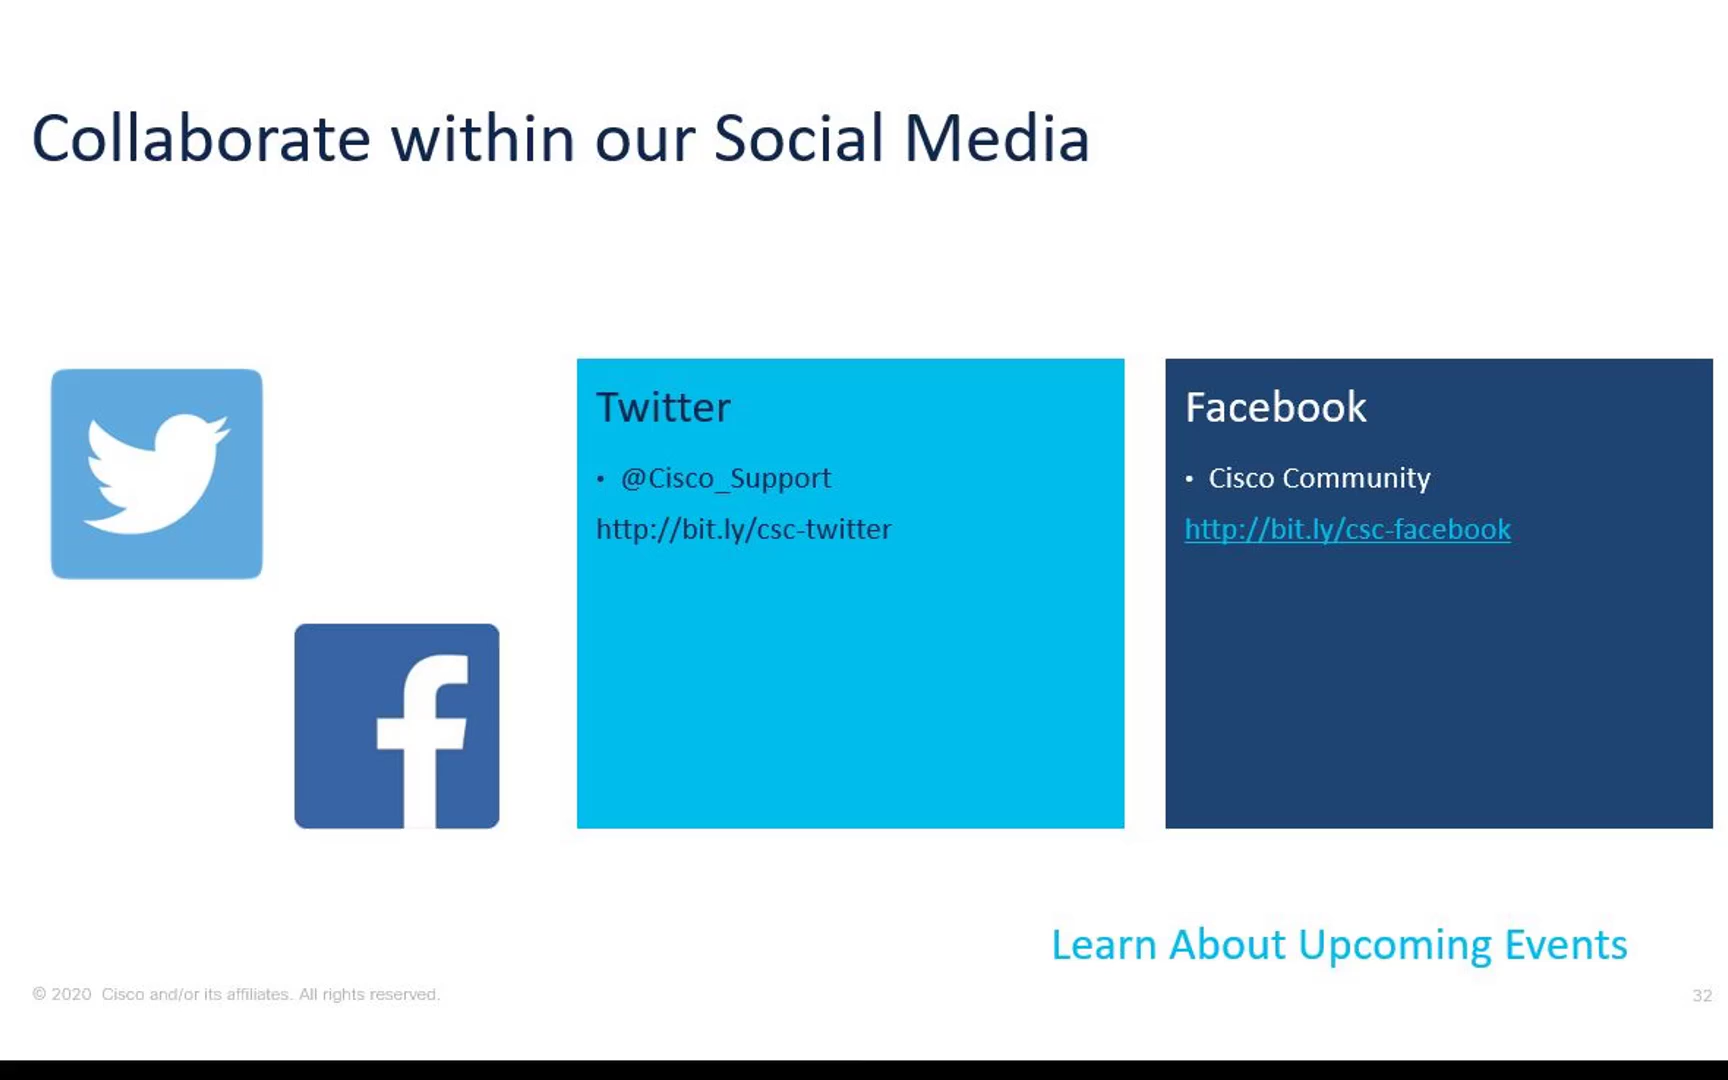 Collaborate within our Social Media
Twitter
• @Cisco_Support
http://bit.ly/csc-twitter
Facebook
• Cisco Community
http://bit.ly/csc-facebook
Learn About Upcoming Events
© 2020 Cisco and/or its affiliates. All rights reserved.
32